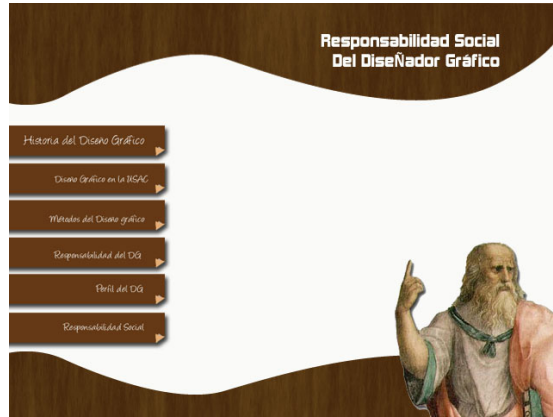 Responsabilidad Social
Del DiseÑador Gráfico
Historia del Diseño Gráfico
Diseño Gráfico en la USAC
Métodos del Diseño gráfico
Responsabilidad del DG
Perfil del DG
Responsabilidad Social